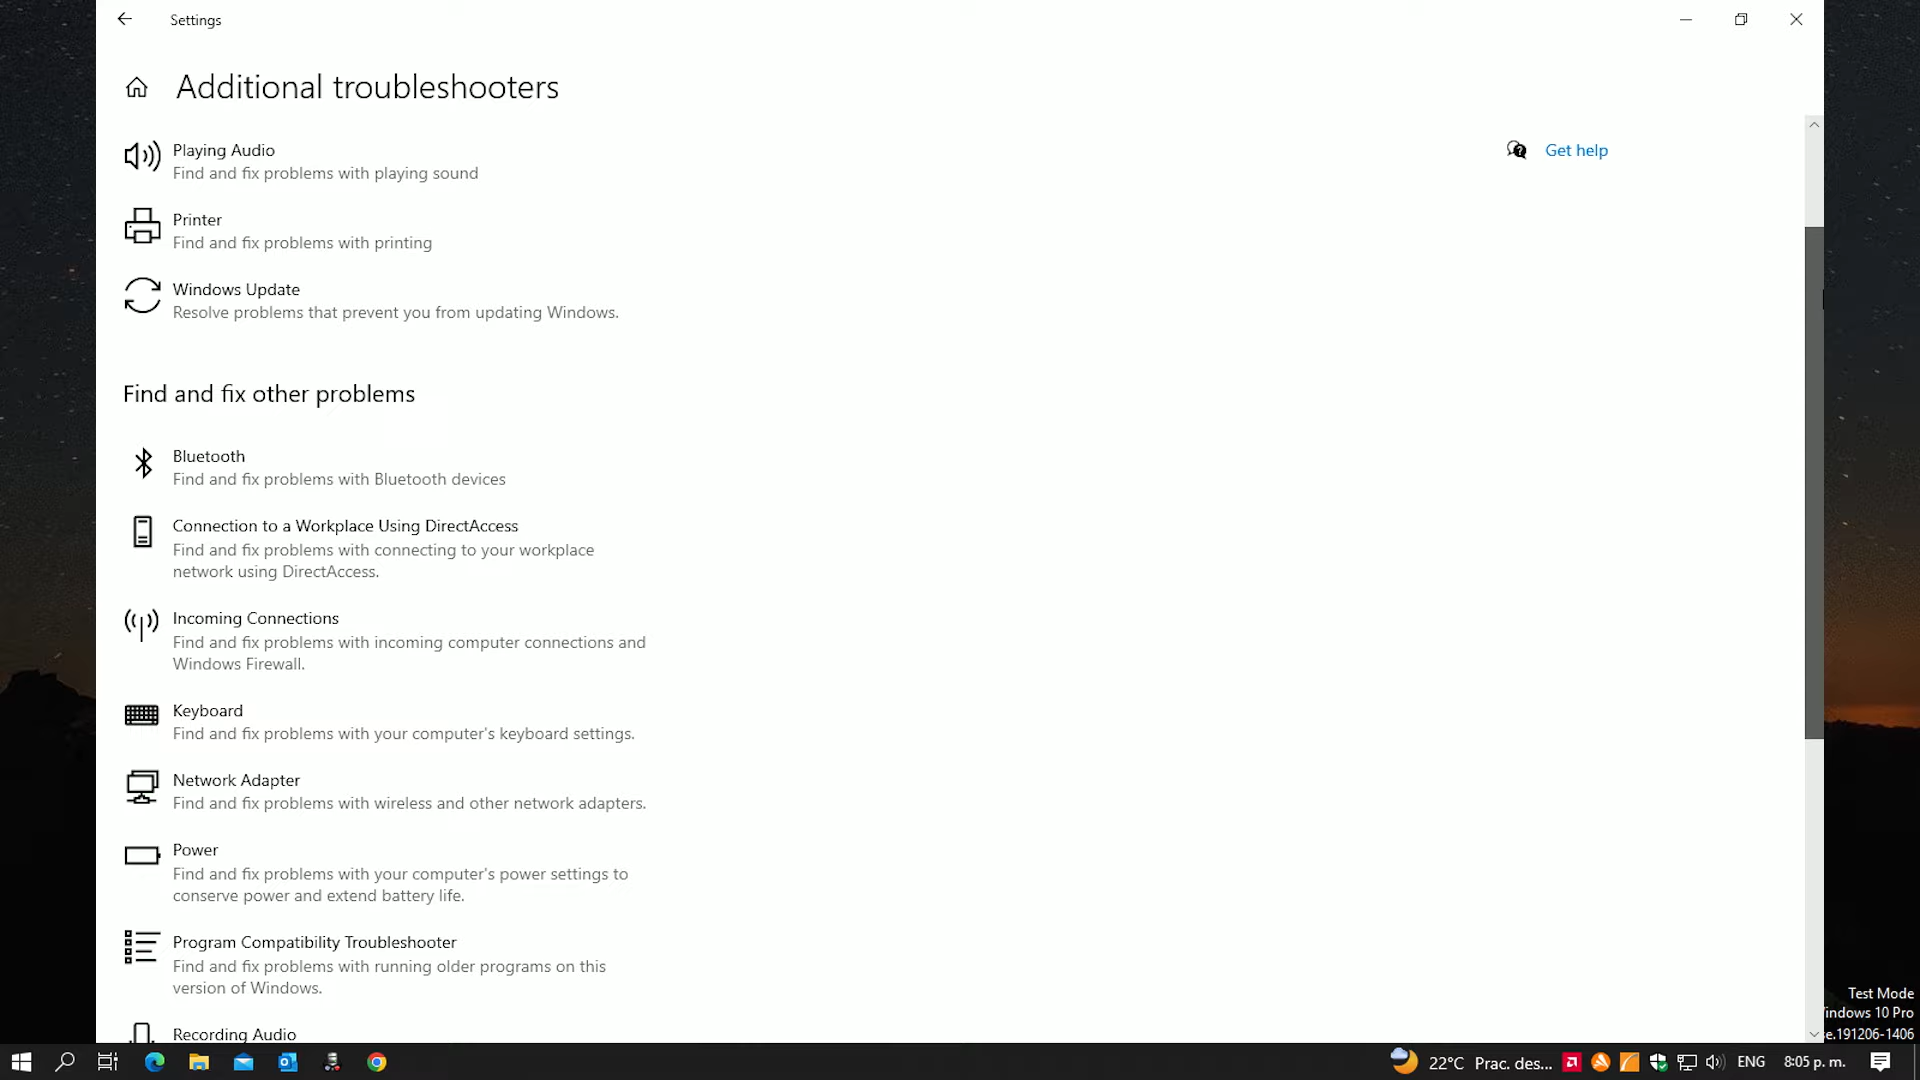 Settings
Additional troubleshooters
Playing Audio
Find and fix problems with playing sound
Get help
Printer
Find and fix problems with printing
Windows Update
Resolve problems that prevent you from updating Windows.
Find and fix other problems
Bluetooth
Find and fix problems with Bluetooth devices
Connection to a Workplace Using DirectAccess
Find and fix problems with connecting to your workplace
network using DirectAccess.
Incoming Connections
Find and fix problems with incoming computer connections and
Windows Firewall.
Keyboard
Find and fix problems with your computer's keyboard settings.
Network Adapter
Find and fix problems with wireless and other network adapters.
Power
Find and fix problems with your computer's power settings to
conserve power and extend battery life.
Program Compatibility Troubleshooter
Find and fix problems with running older programs on this
version of Windows.
Recording Audio
Test Mode
indows 10 Pro
e.191206-1406
22°C Prac. des...
ENG
8:05 p. m.